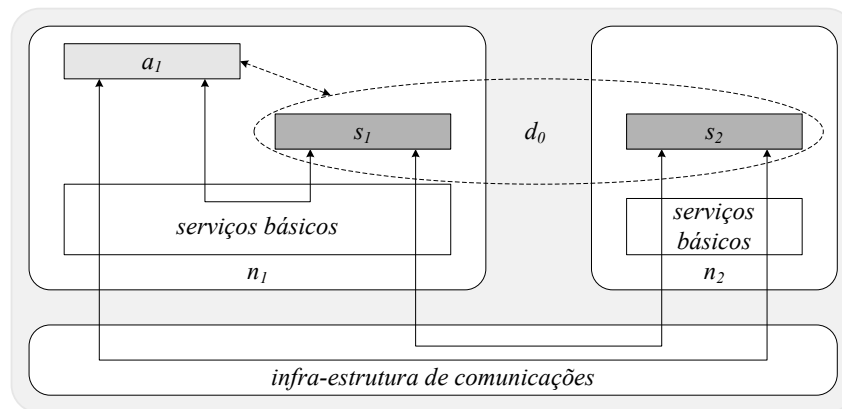 a1
s1
d0
s2
serviços básicos
serviços
básicos
n1
n2
infra-estrutura de comunicações